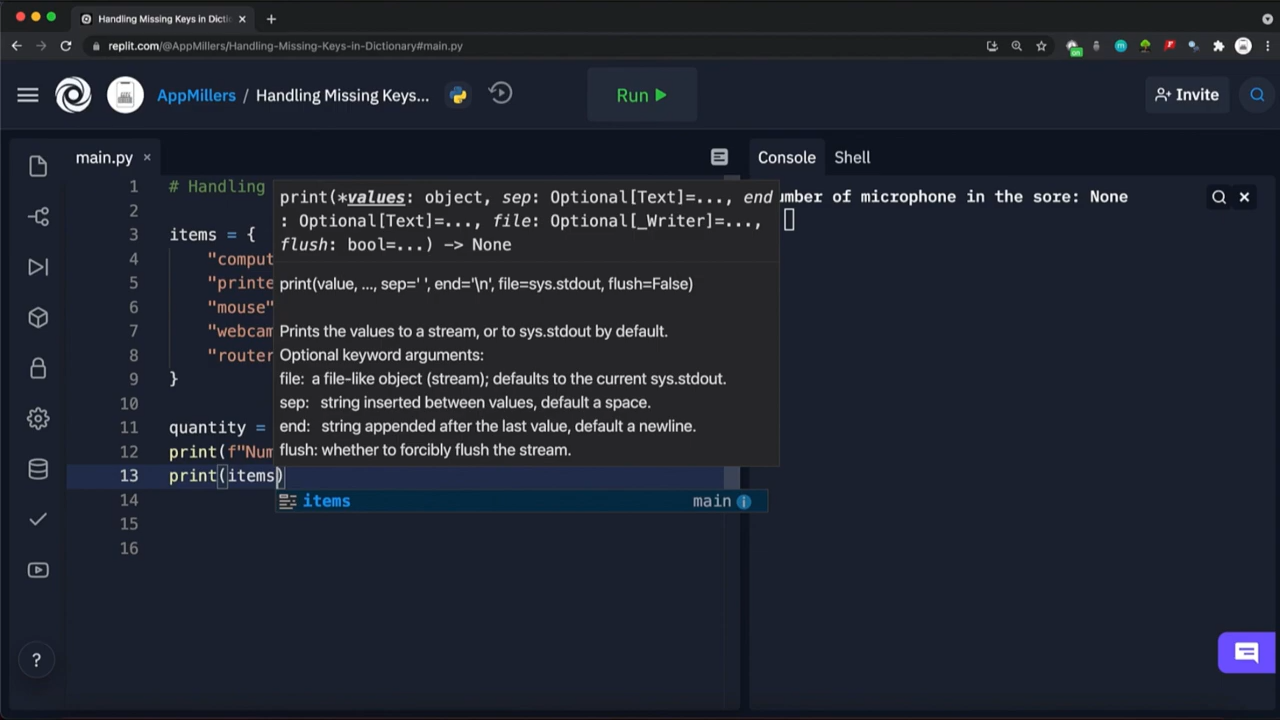 Handling Missing Keys in Dictic
replit.com/@AppMillers/Handling-Missing-Keys-in-Dictionary#main.py
on
AppMillers / Handling Missing Keys...
Run
Invite
main.py
Console
Shell
1 # Handling
2
3 items = {
4 "comput
5 "printe
6 "mouse"
7 "webcam
8 "router
9 }
10
11 quantity =
12 print(f"Num
13 print(items)
14
15
16
print(*values: object, sep: Optional[Text]=..., end
: Optional[Text]=..., file: Optional[_Writer]=...,
flush: bool=...) -> None
print(value, ..., sep=' ', end='\n', file=sys.stdout, flush=False)
Prints the values to a stream, or to sys.stdout by default.
Optional keyword arguments:
file: a file-like object (stream); defaults to the current sys.stdout.
sep: string inserted between values, default a space.
end: string appended after the last value, default a newline.
flush: whether to forcibly flush the stream.
items main
umber of microphone in the sore: None
?